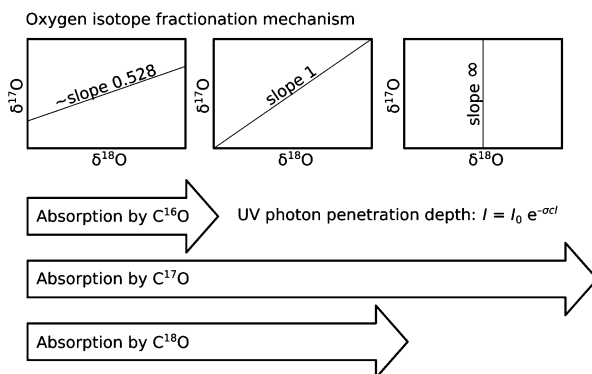 Oxygen isotope fractionation mechanism
δ¹⁷O
~slope 0.528
δ¹⁸O
δ¹⁷O
slope 1
δ¹⁸O
δ¹⁷O
slope ∞
δ¹⁸O
Absorption by C¹⁶O
UV photon penetration depth: I = I₀ e⁻ᵟᶜˡ
Absorption by C¹⁷O
Absorption by C¹⁸O